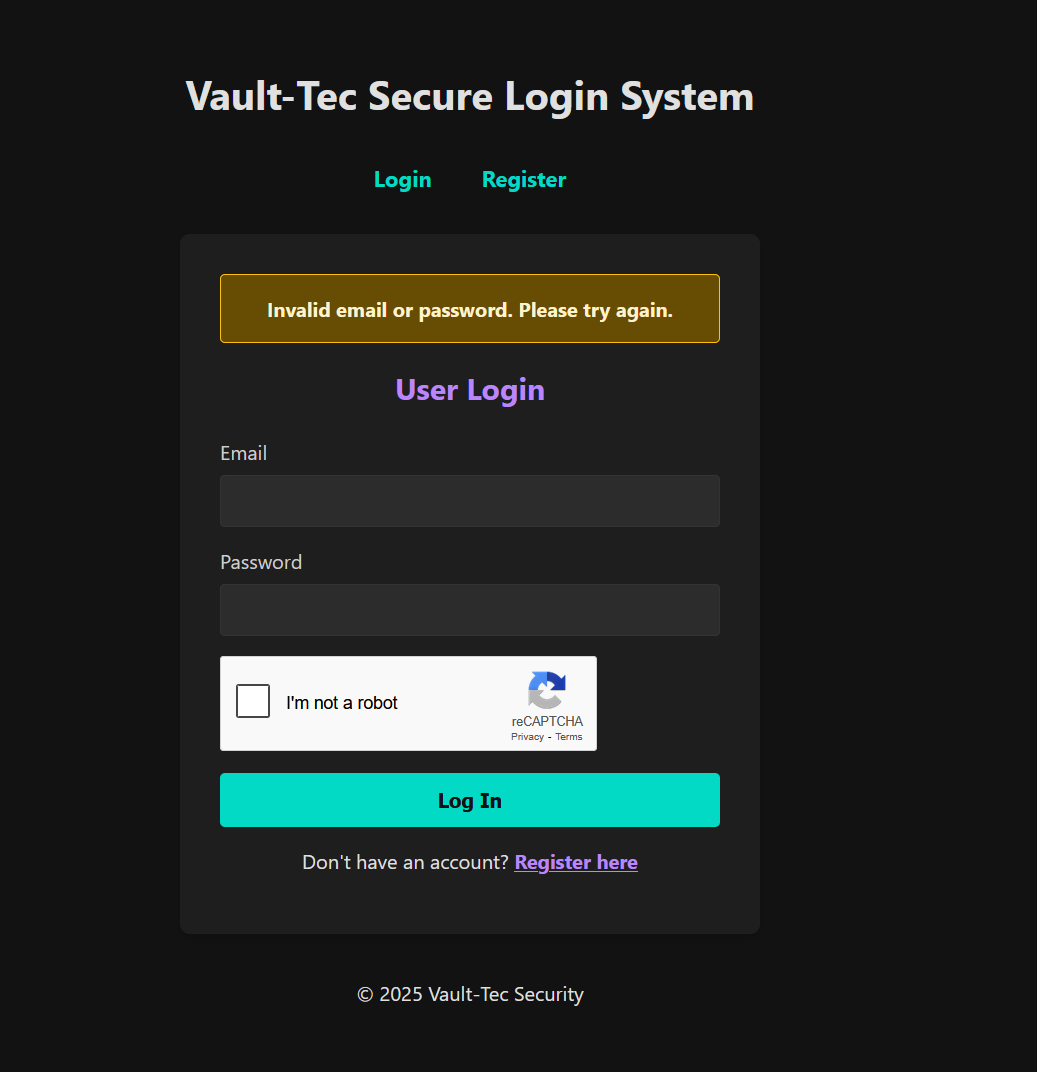 Vault-Tec Secure Login System
Login Register
Invalid email or password. Please try again.
User Login
Email
Password
I'm not a robot
reCAPTCHA
Privacy - Terms
Log In
Don't have an account? Register here
© 2025 Vault-Tec Security